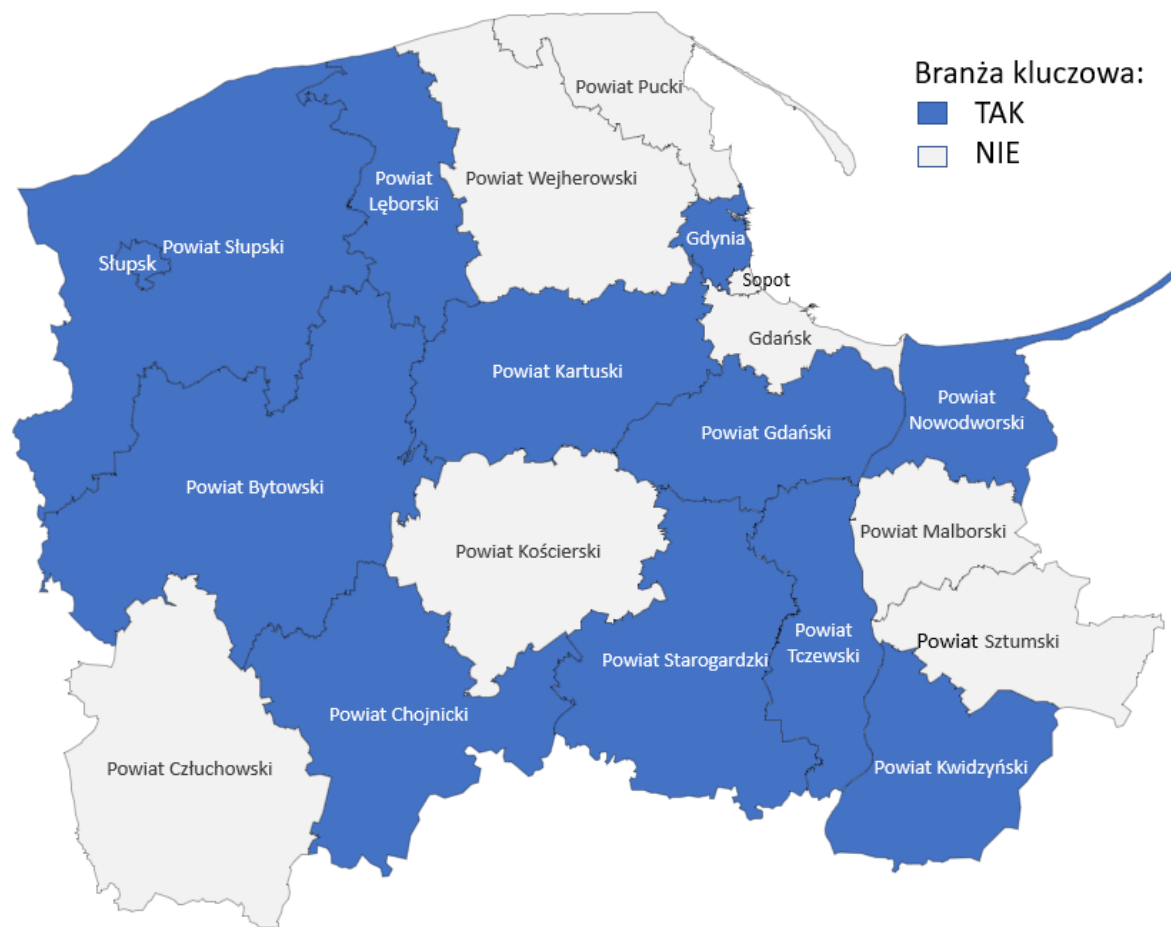 Branża kluczowa:
TAK
NIE
Powiat Pucki
Powiat Wejherowski
Powiat
Lęborski
Powiat Słupski
Słupsk
Gdynia
Sopot
Gdańsk
Powiat Kartuski
Powiat
Nowodworski
Powiat Gdański
Powiat Bytowski
Powiat Malborski
Powiat Kościerski
Powiat
Tczewski
Powiat Sztumski
Powiat Starogardzki
Powiat Chojnicki
Powiat Człuchowski
Powiat Kwidzyński